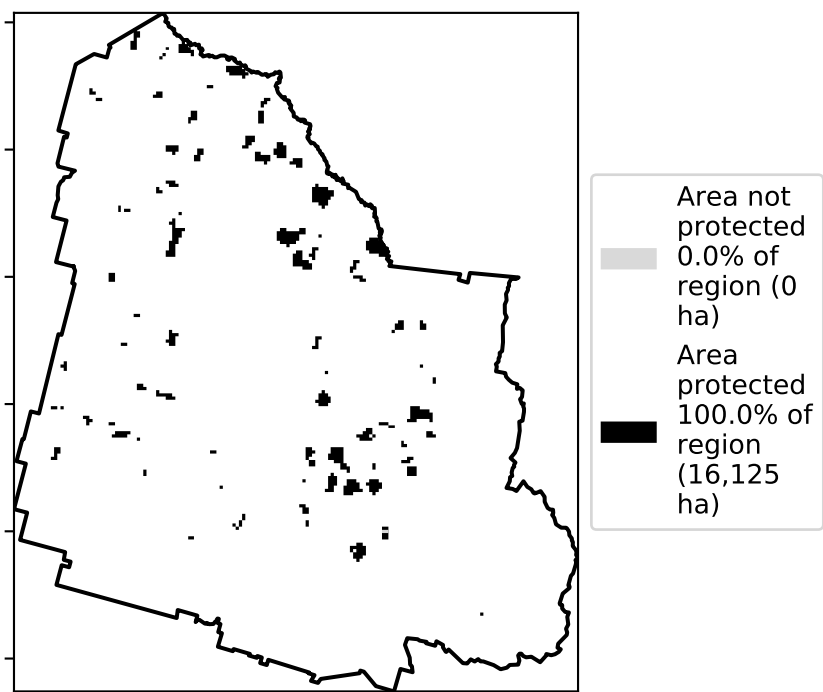 Area not
protected
0.0% of
region (0
ha)
Area
protected
100.0% of
region
(16,125
ha)